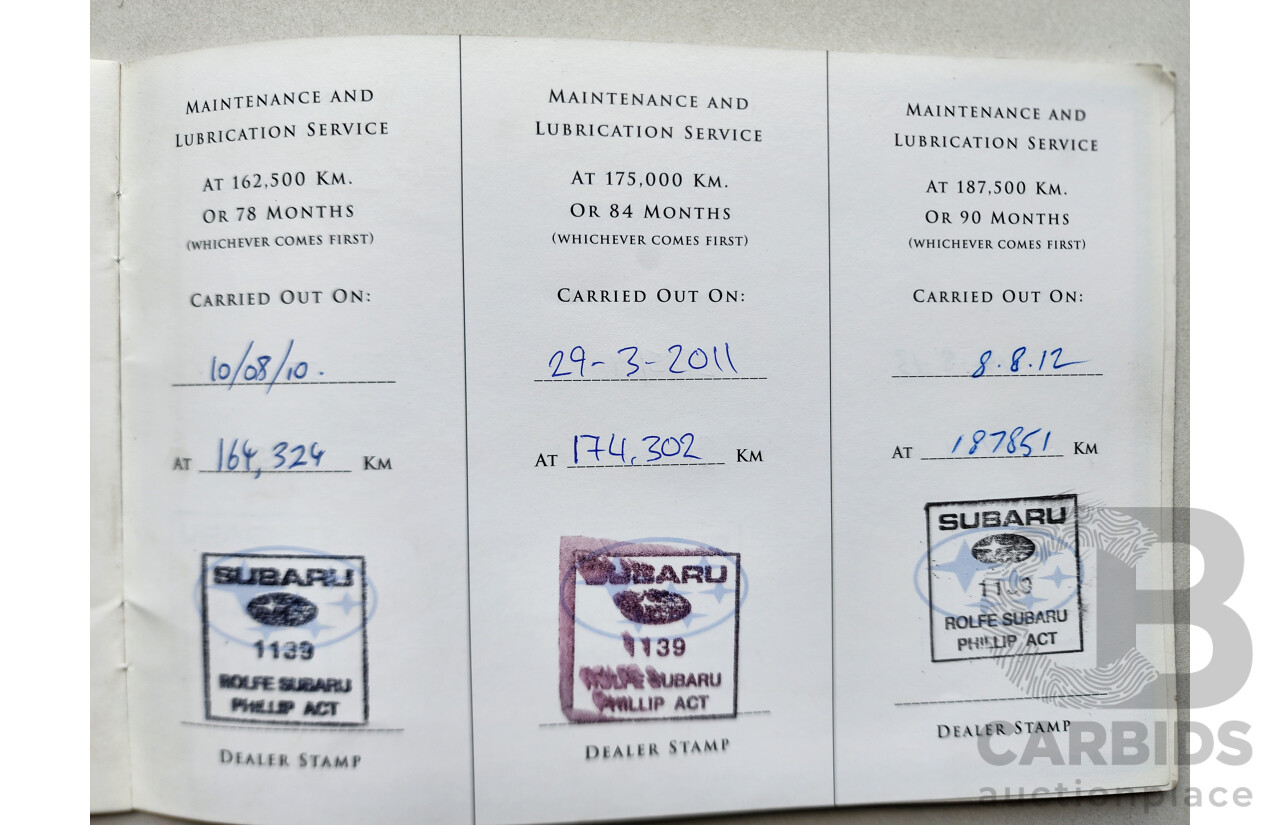 MAINTENANCE AND
LUBRICATION SERVICE
AT 162,500 KM.
OR 78 MONTHS
(WHICHEVER COMES FIRST)
CARRIED OUT ON:
10/08/10.
AT 164,324 KM
SUBARU
1139
ROLFE SUBARU
PHILLIP ACT
DEALER STAMP
MAINTENANCE AND
LUBRICATION SERVICE
AT 175,000 KM.
OR 84 MONTHS
(WHICHEVER COMES FIRST)
CARRIED OUT ON:
29-3-2011
AT 174,302 KM
SUBARU
1139
ROLFE SUBARU
PHILLIP ACT
DEALER STAMP
MAINTENANCE AND
LUBRICATION SERVICE
AT 187,500 KM.
OR 90 MONTHS
(WHICHEVER COMES FIRST)
CARRIED OUT ON:
8.8.12
AT 187851 KM
SUBARU
1139
ROLFE SUBARU
PHILLIP ACT
DEALER STAMP
B
CARBIDS
auctionplace